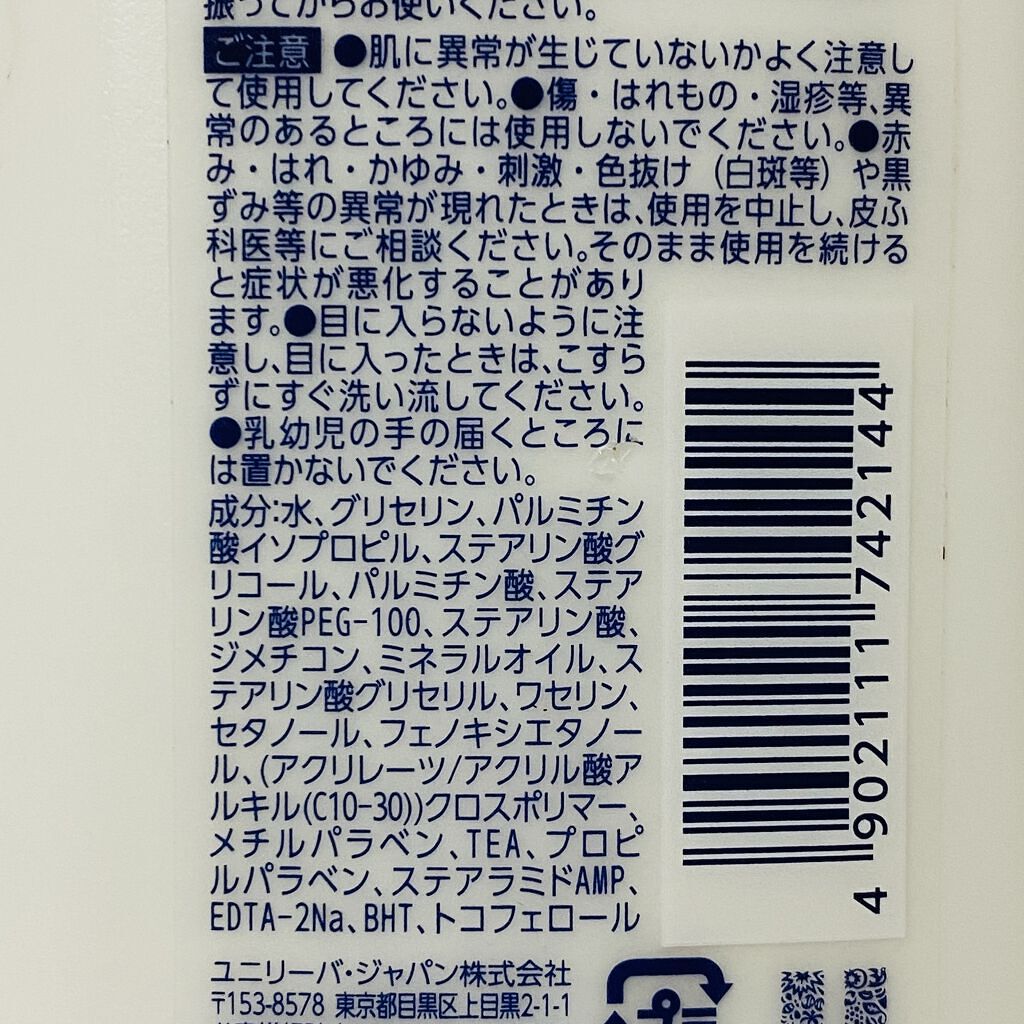 振ってからお使いください。
ご注意 ●肌に異常が生じていないかよく注意し
て使用してください。●傷・はれもの・湿疹等、異
常のあるところには使用しないでください。●赤
み・はれ・かゆみ・刺激・色抜け（白斑等）や黒
ずみ等の異常が現れたときは、使用を中止し、皮ふ
科医等にご相談ください。そのまま使用を続ける
と症状が悪化することがあり
ます。●目に入らないように注
意し、目に入ったときは、こすら
ずにすぐ洗い流してください。
●乳幼児の手の届くところに
は置かないでください。
成分:水、グリセリン、パルミチン
酸イソプロピル、ステアリン酸グ
リコール、パルミチン酸、ステア
リン酸PEG-100、ステアリン酸、
ジメチコン、ミネラルオイル、ス
テアリン酸グリセリル、ワセリン、
セタノール、フェノキシエタノー
ル、(アクリレーツ/アクリル酸ア
ルキル(C10-30))クロスポリマー、
メチルパラベン、TEA、プロピ
ルパラベン、ステアラミドAMP、
EDTA-2Na、BHT、トコフェロール
ユニリーバ・ジャパン株式会社
〒153-8578 東京都目黒区上目黒2-1-1
4 902111 742144